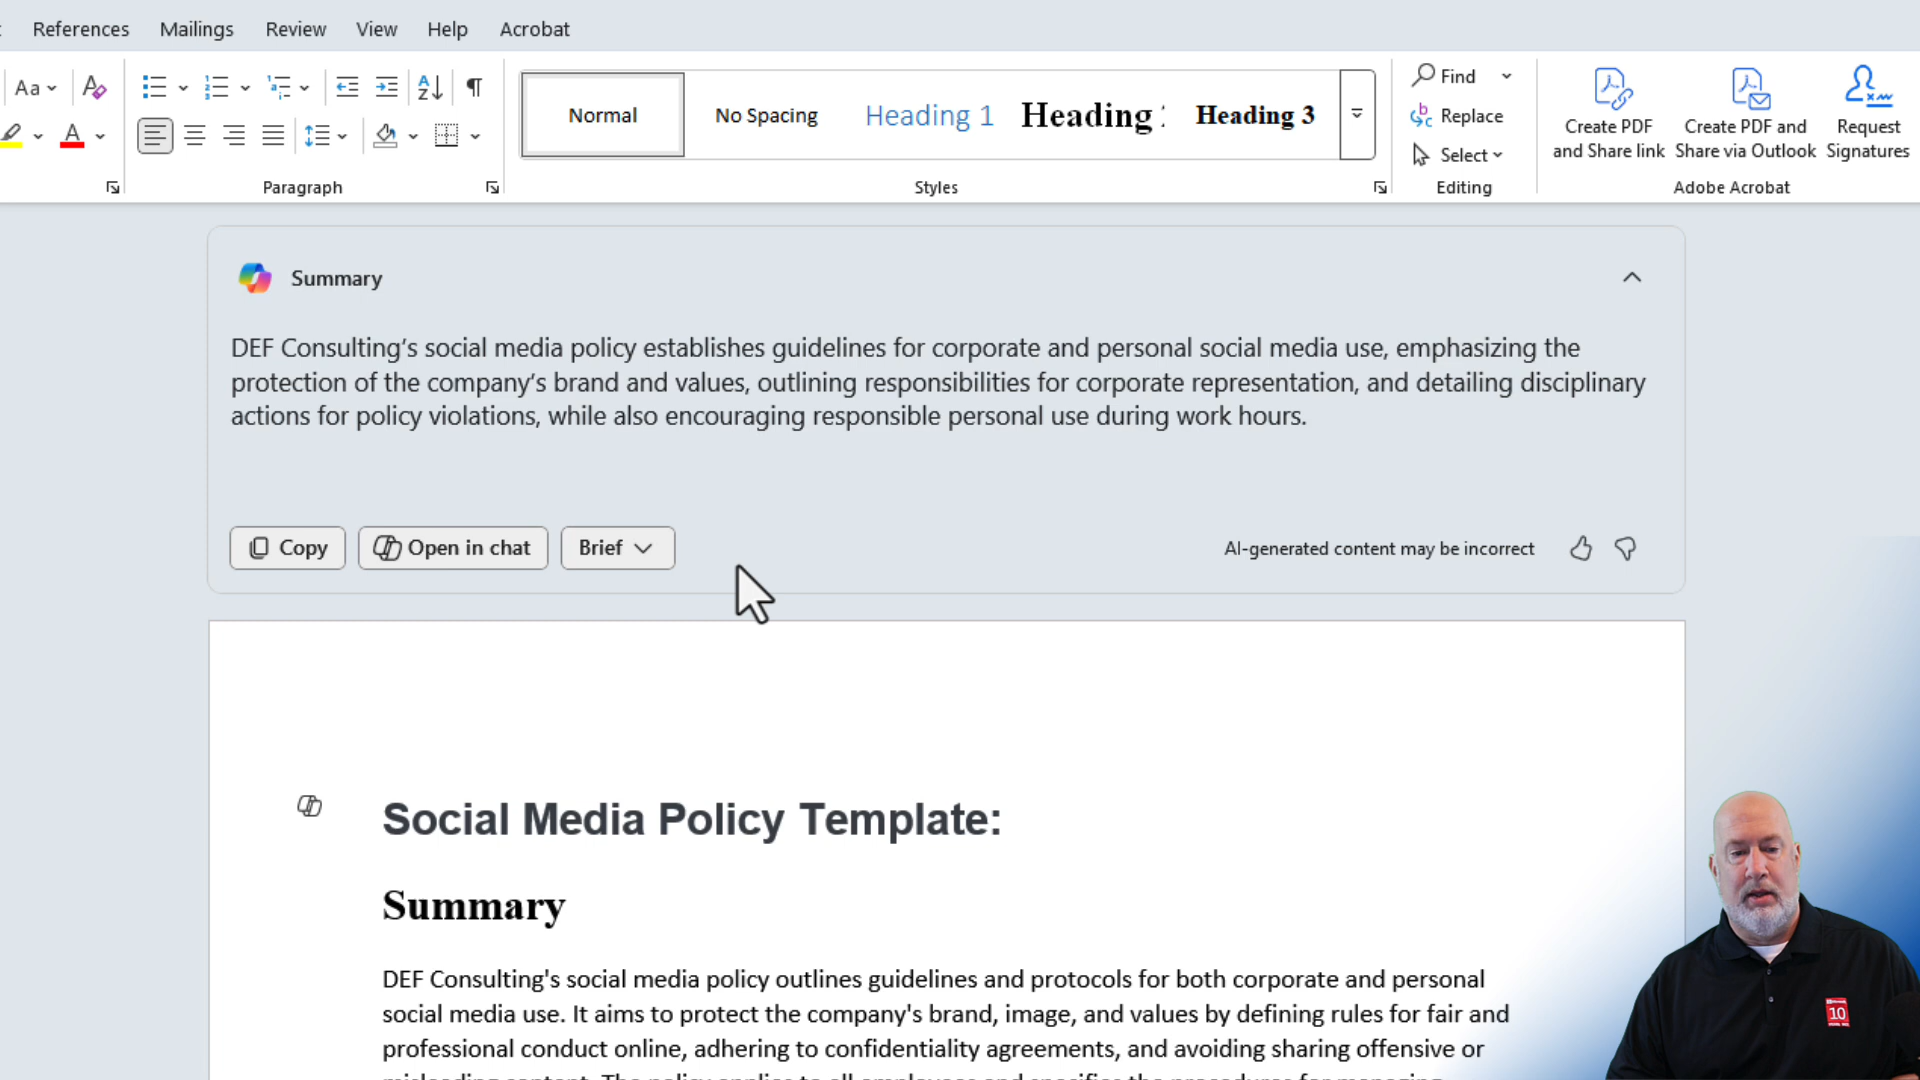 References Mailings Review View Help Acrobat
Aa
A
Paragraph
Normal
No Spacing
Heading 1
Heading
Heading 3
Styles
Find
Replace
Select
Editing
Create PDF
and Share link
Create PDF and
Share via Outlook
Request
Signatures
Adobe Acrobat
Summary
DEF Consulting’s social media policy establishes guidelines for corporate and personal social media use, emphasizing the
protection of the company’s brand and values, outlining responsibilities for corporate representation, and detailing disciplinary
actions for policy violations, while also encouraging responsible personal use during work hours.
Copy
Open in chat
Brief
AI-generated content may be incorrect
Social Media Policy Template:
Summary
DEF Consulting's social media policy outlines guidelines and protocols for both corporate and personal
social media use. It aims to protect the company's brand, image, and values by defining rules for fair and
professional conduct online, adhering to confidentiality agreements, and avoiding sharing offensive or
10